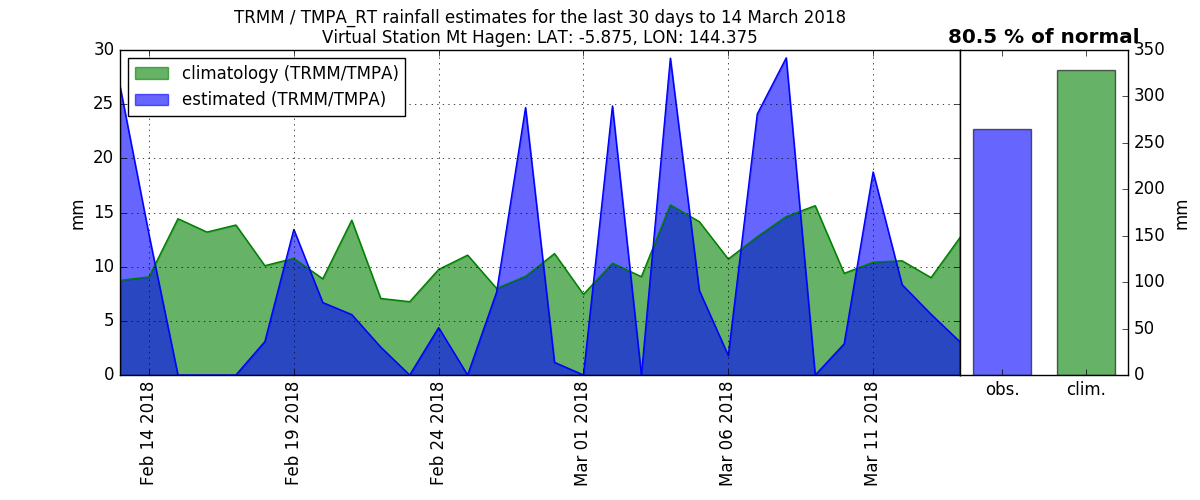 TRMM / TMPA_RT rainfall estimates for the last 30 days to 14 March 2018
Virtual Station Mt Hagen: LAT: -5.875, LON: 144.375
80.5 % of normal
climatology (TRMM/TMPA)
estimated (TRMM/TMPA)
mm
30
25
20
15
10
5
0
Feb 14 2018
Feb 19 2018
Feb 24 2018
Mar 01 2018
Mar 06 2018
Mar 11 2018
obs.
clim.
350
300
250
200
150
100
50
0
mm